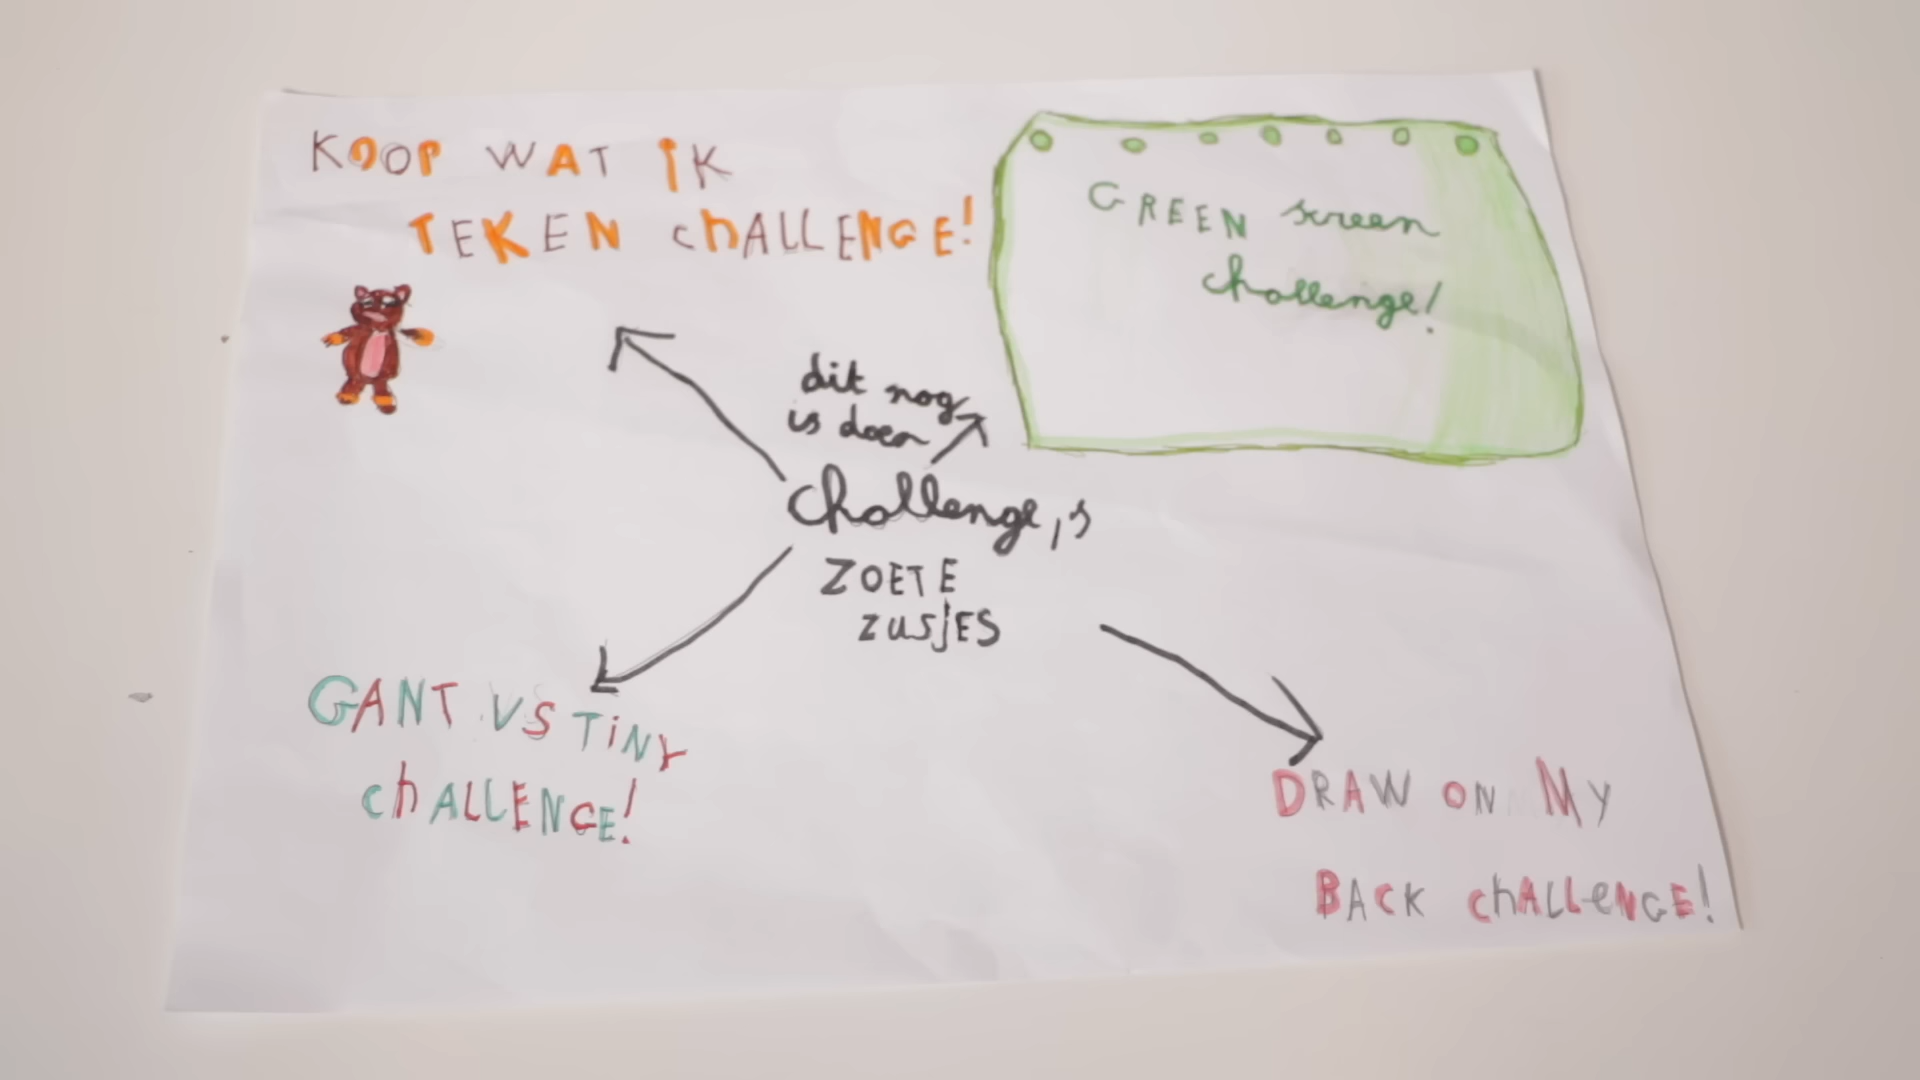 KOOP WAT IK
TEKEN CHALLENGE!
GREEN screen
challenge!
dit nog
is doen
challenge,s
ZOETE
ZUSJES
GANT VS TINY
CHALLENGE!
DRAW ON MY
BACK CHALLeNGE!